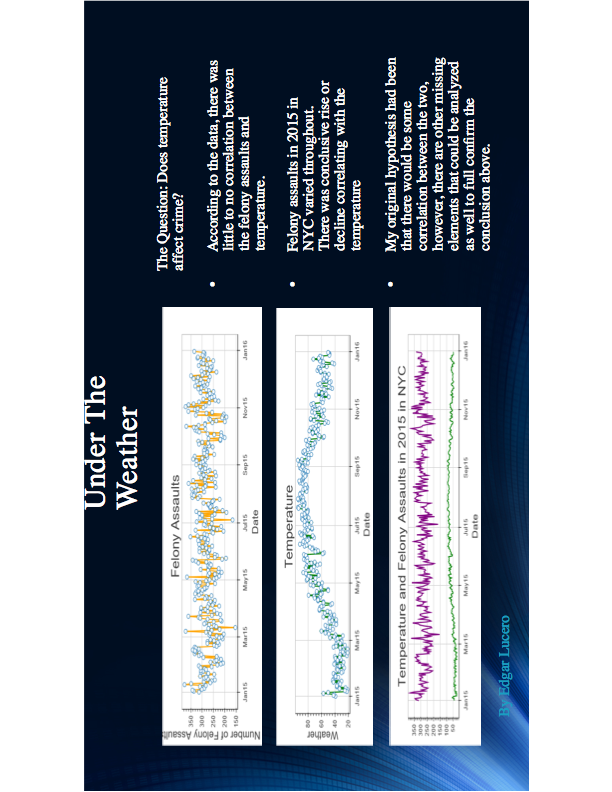 Under The
Weather
The Question: Does temperature
affect crime?
• According to the data, there was
little to no correlation between
the felony assaults and
temperature.
• Felony assaults in 2015 in
NYC varied throughout.
There was conclusive rise or
decline correlating with the
temperature
• My original hypothesis had been
that there would be some
correlation between the two,
however, there are other missing
elements that could be analyzed
as well to full confirm the
conclusion above.
Felony Assaults
Number of Felony Assaults
350
300
250
200
150
Jan15
Mar15
May15
Jul15
Sep15
Nov15
Jan16
Date
Temperature
Weather
80
60
40
20
Jan15
Mar15
May15
Jul15
Sep15
Nov15
Jan16
Date
Temperature and Felony Assaults in 2015 in NYC
350
300
250
200
150
100
50
Jan15
Mar15
May15
Jul15
Sep15
Nov15
Jan16
Date
By Edgar Lucero